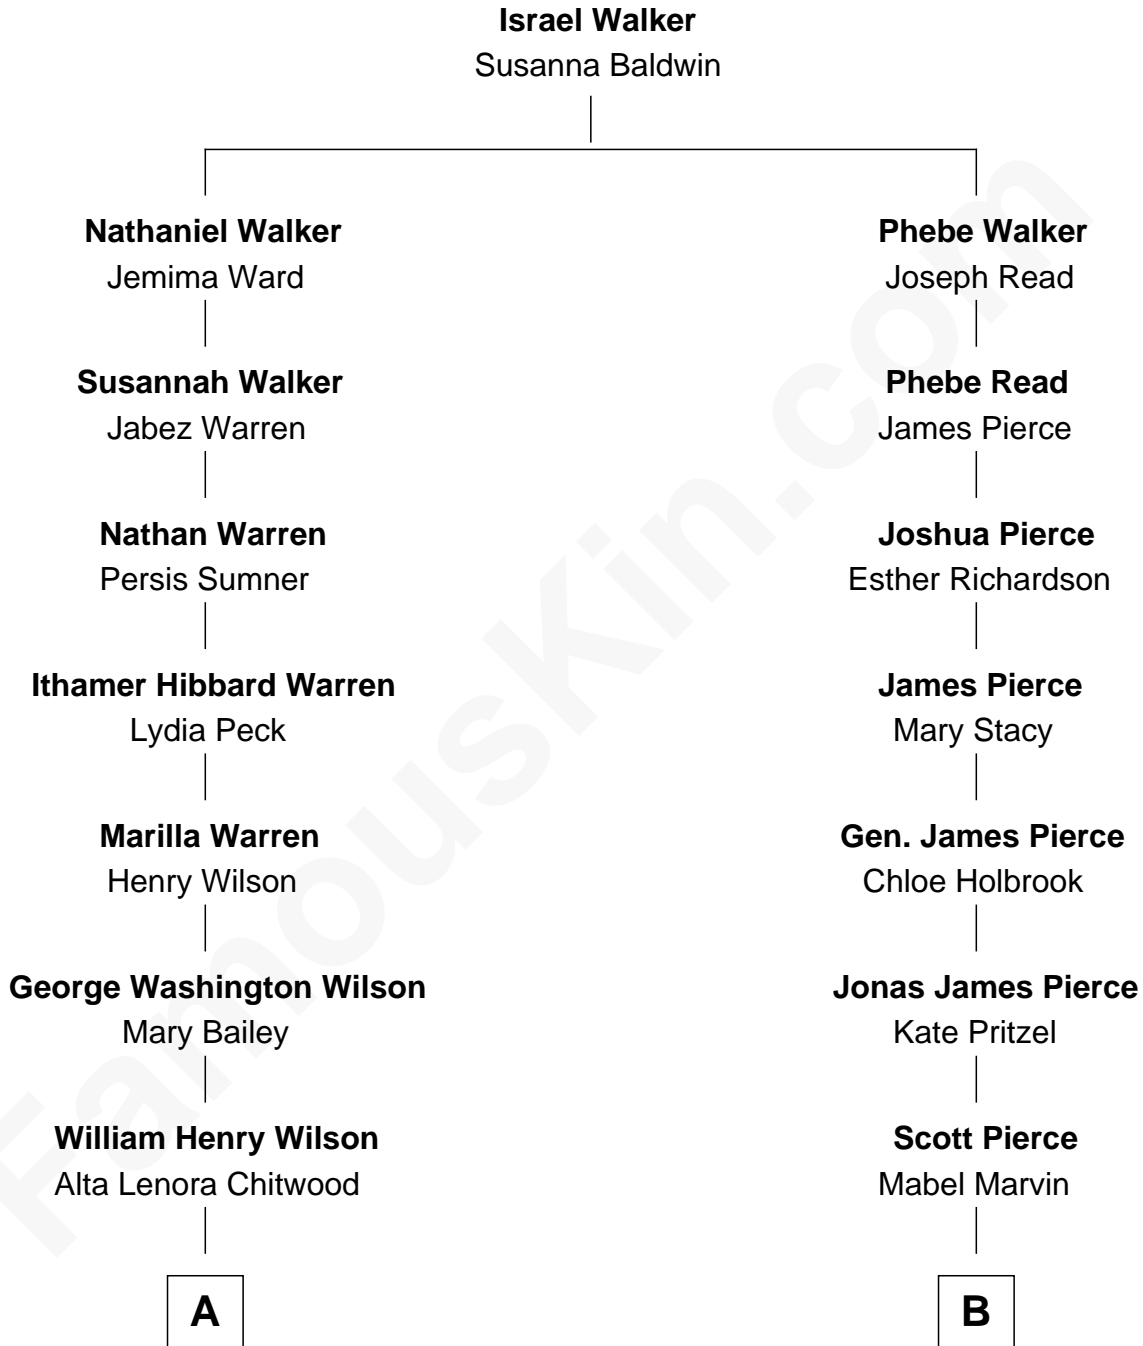 Israel Walker
Susanna Baldwin
Nathaniel Walker
Jemima Ward
Susannah Walker
Jabez Warren
Nathan Warren
Persis Sumner
Ithamer Hibbard Warren
Lydia Peck
Marilla Warren
Henry Wilson
George Washington Wilson
Mary Bailey
William Henry Wilson
Alta Lenora Chitwood
A
Phebe Walker
Joseph Read
Phebe Read
James Pierce
Joshua Pierce
Esther Richardson
James Pierce
Mary Stacy
Gen. James Pierce
Chloe Holbrook
Jonas James Pierce
Kate Pritzel
Scott Pierce
Mabel Marvin
B
FamousKin.com